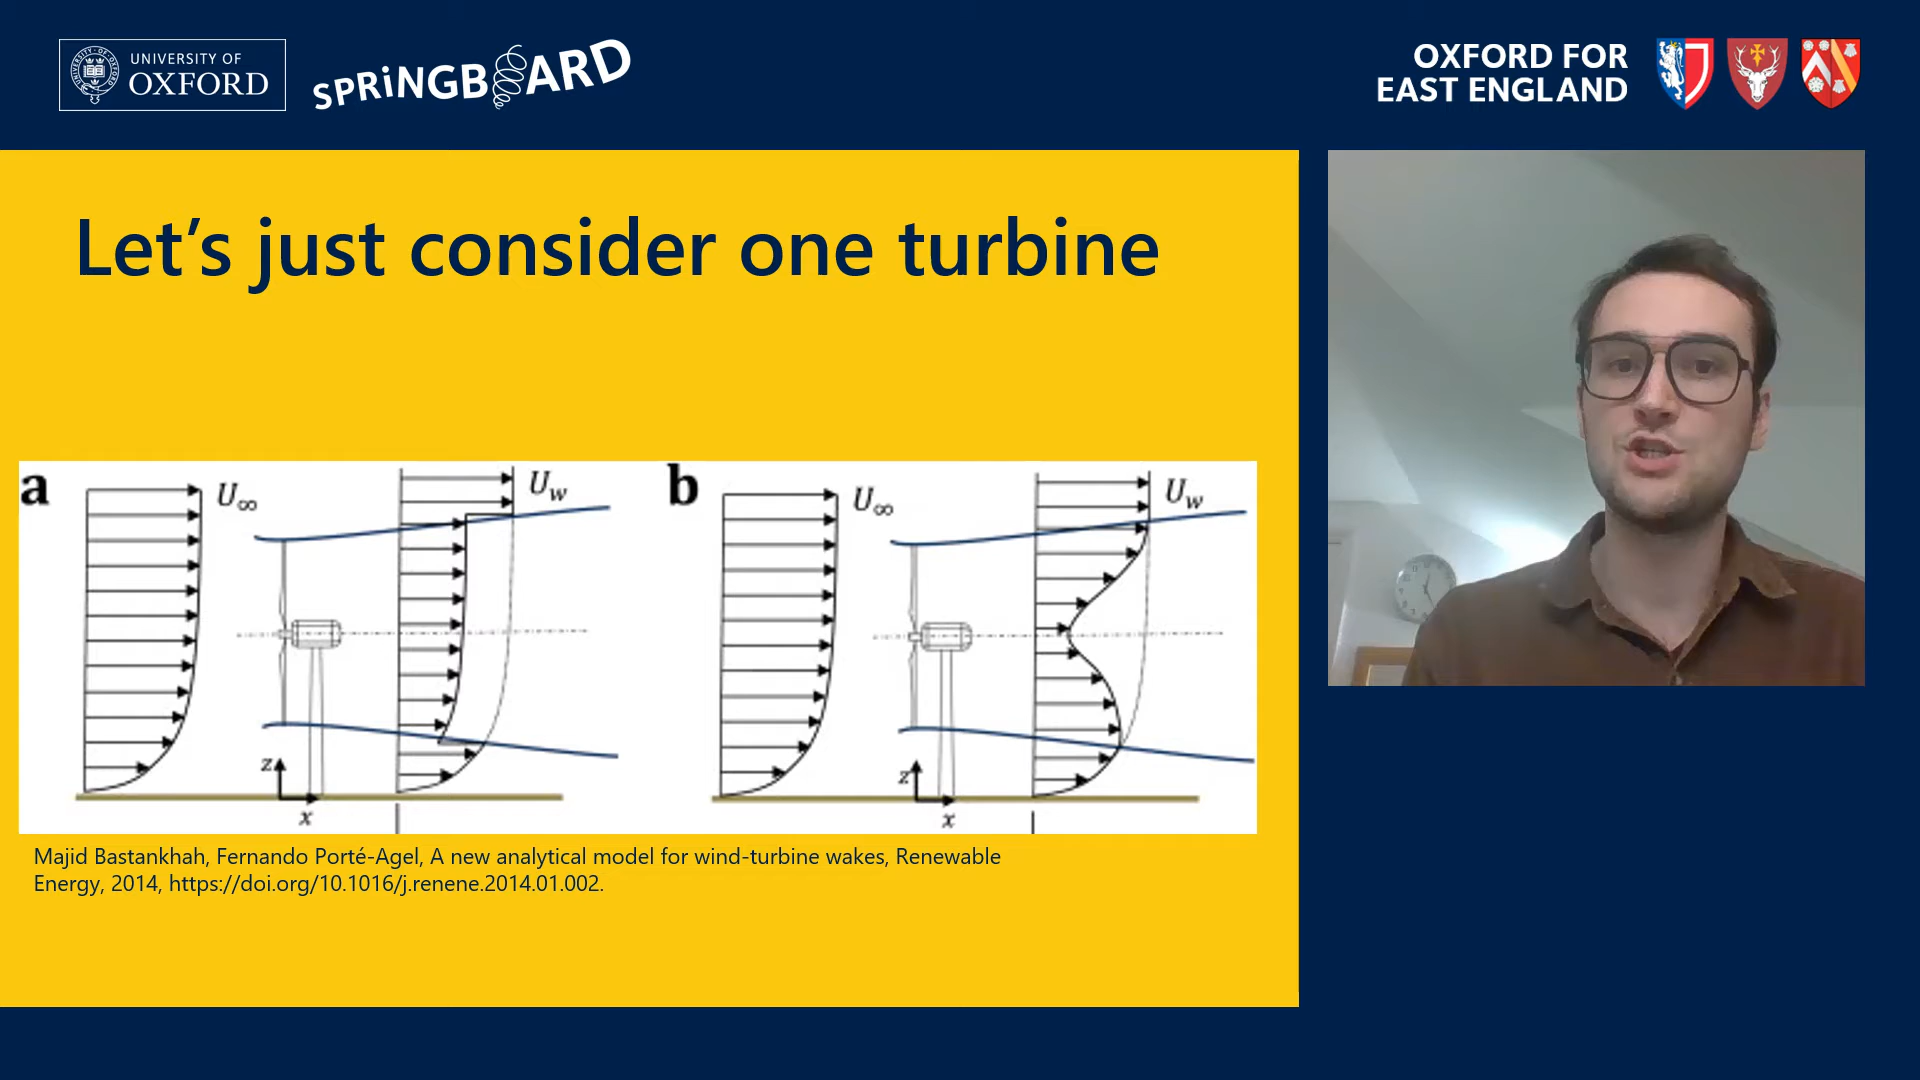 UNIVERSITY OF
OXFORD
SPRiNGBOARD
OXFORD FOR
EAST ENGLAND
Let’s just consider one turbine
a
U∞
Uw
z
x
b
U∞
Uw
z
x
Majid Bastankhah, Fernando Porté-Agel, A new analytical model for wind-turbine wakes, Renewable
Energy, 2014, https://doi.org/10.1016/j.renene.2014.01.002.